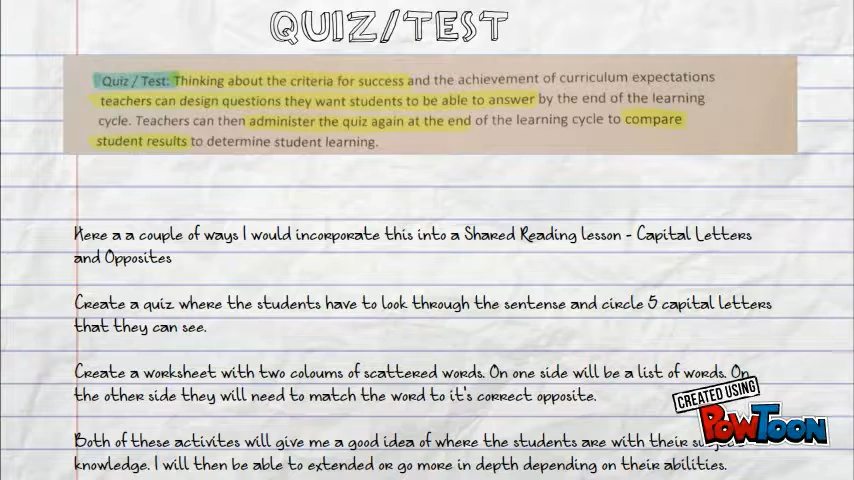 QUIZ/TEST
Quiz / Test: Thinking about the criteria for success and the achievement of curriculum expectations
teachers can design questions they want students to be able to answer by the end of the learning
cycle. Teachers can then administer the quiz again at the end of the learning cycle to compare
student results to determine student learning.
Here a a couple of ways I would incorporate this into a Shared Reading lesson - Capital Letters
and Opposites
Create a quiz where the students have to look through the sentence and circle 5 capital letters
that they can see.
Create a worksheet with two coloums of scattered words. On one side will be a list of words. On
the other side they will need to match the word to it's correct opposite.
Both of these activites will give me a good idea of where the students are with their
knowledge. I will then be able to extended or go more in depth depending on their abilities.
CREATED USING
POWTOON